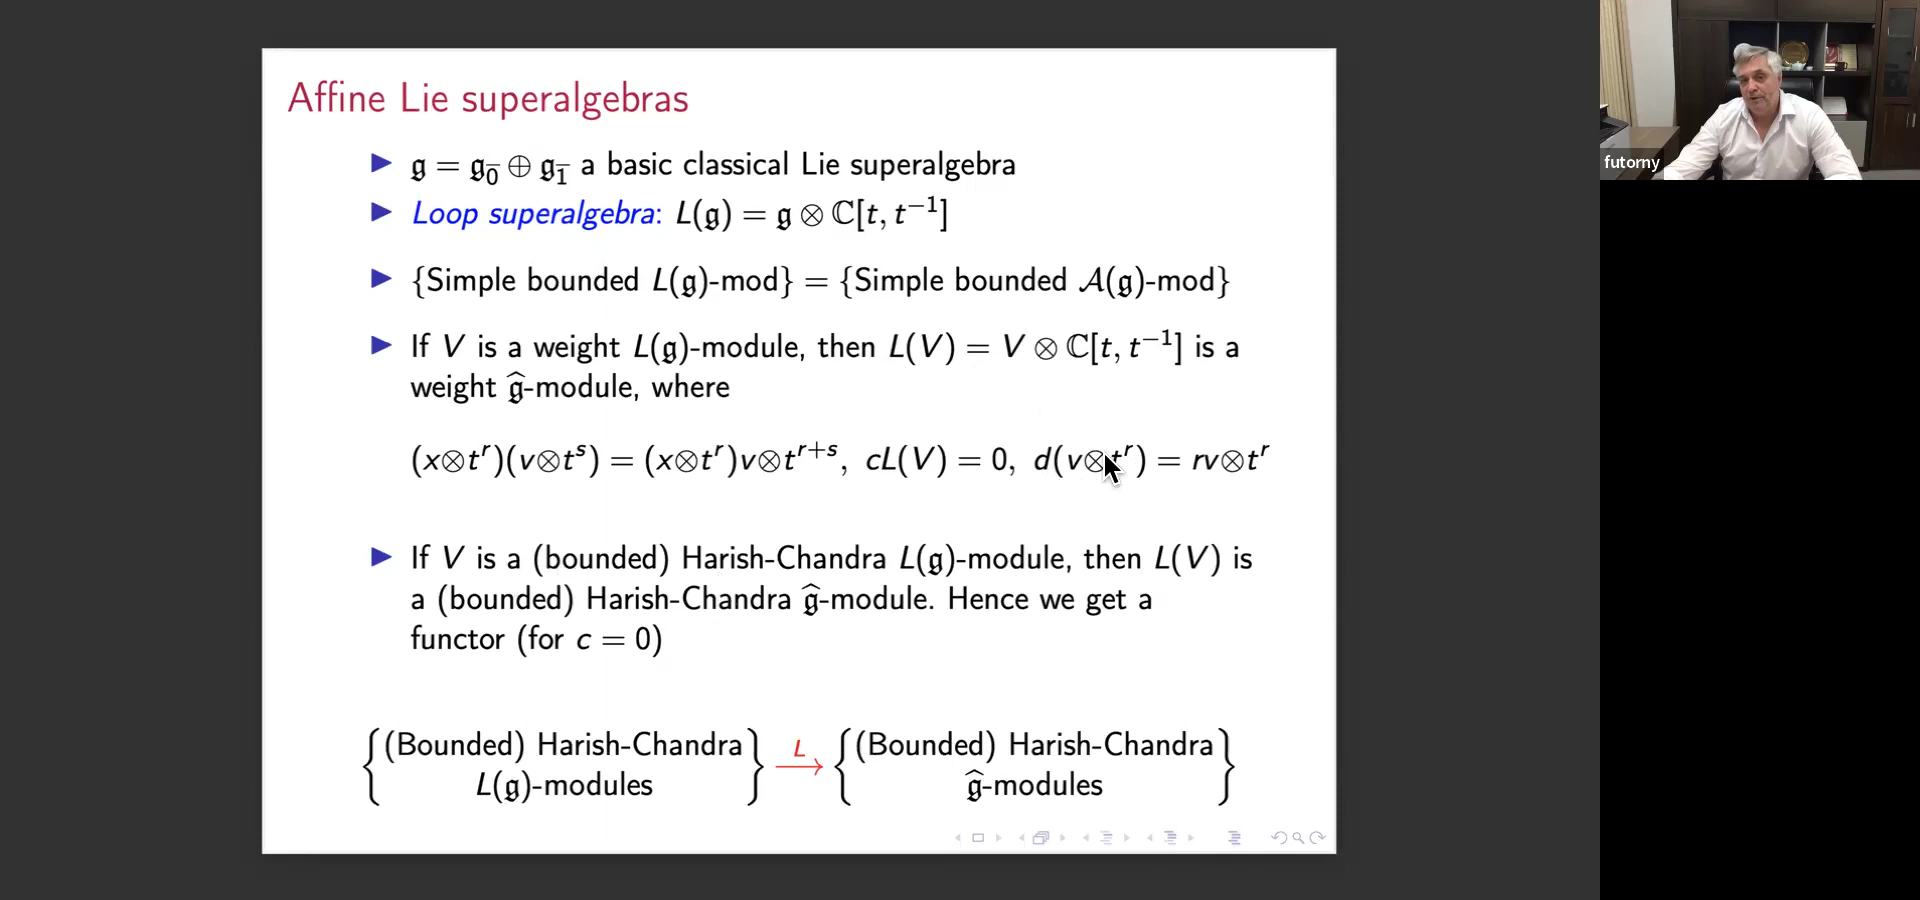 Affine Lie superalgebras
▶ 𝔤 = 𝔤_0̄ ⊕ 𝔤_1̄ a basic classical Lie superalgebra
▶ Loop superalgebra: L(𝔤) = 𝔤 ⊗ ℂ[t, t⁻¹]
▶ {Simple bounded L(𝔤)-mod} = {Simple bounded 𝒜(𝔤)-mod}
▶ If V is a weight L(𝔤)-module, then L(V) = V ⊗ ℂ[t, t⁻¹] is a
weight 𝔤̂-module, where
(x⊗tʳ)(v⊗tˢ) = (x⊗tʳ)v⊗tʳ⁺ˢ, cL(V) = 0, d(v⊗tʳ) = rv⊗tʳ
▶ If V is a (bounded) Harish-Chandra L(𝔤)-module, then L(V) is
a (bounded) Harish-Chandra 𝔤̂-module. Hence we get a
functor (for c = 0)
{(Bounded) Harish-Chandra L(𝔤)-modules} —L→ {(Bounded) Harish-Chandra 𝔤̂-modules}
futorny